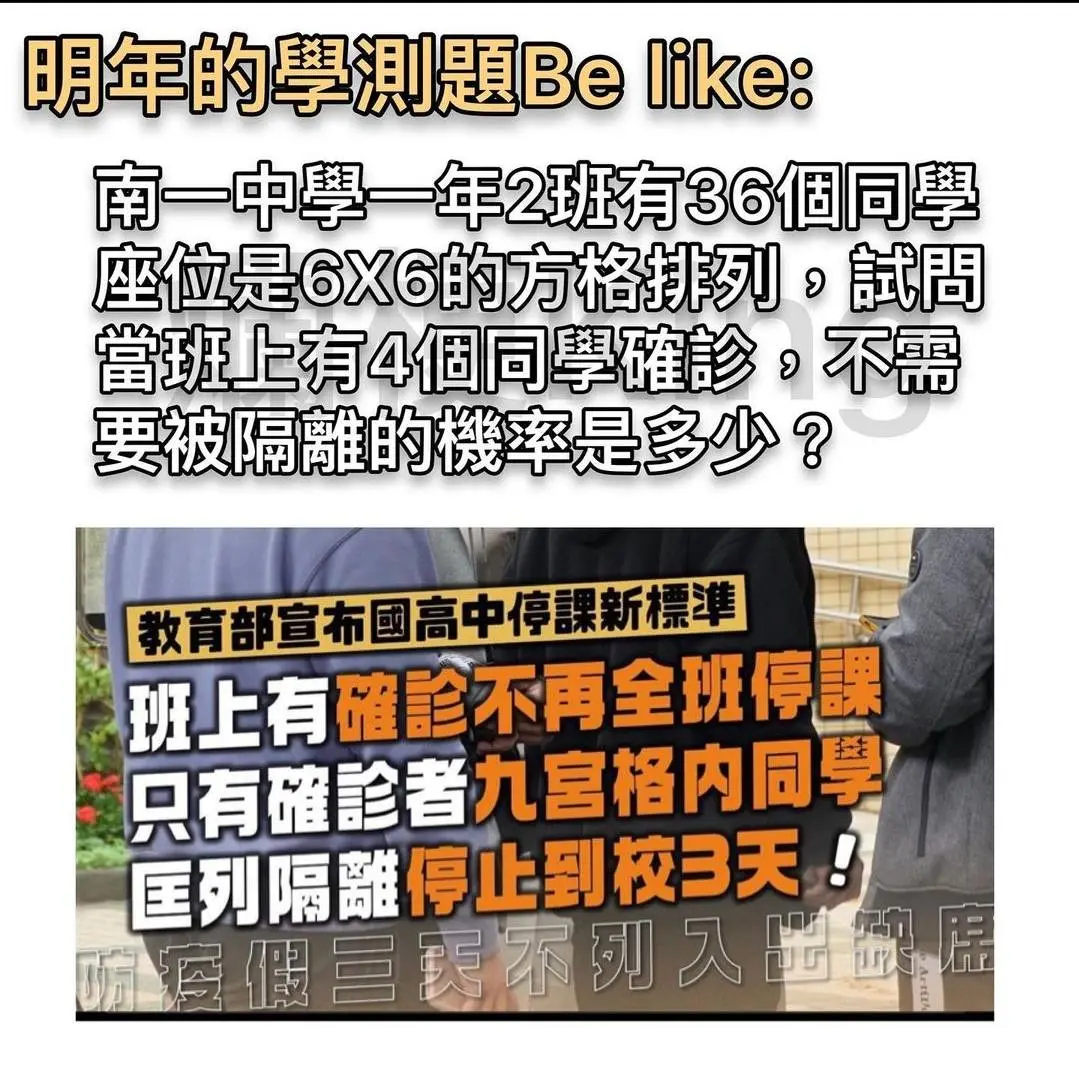 明年的學測題Be like:
南一中學一年2班有36個同學
座位是6X6的方格排列，試問
當班上有4個同學確診，不需
要被隔離的機率是多少？
教育部宣布國高中停課新標準
班上有確診不再全班停課
只有確診者九宮格內同學
匡列隔離停止到校3天！
防疫假三天不列入出缺席